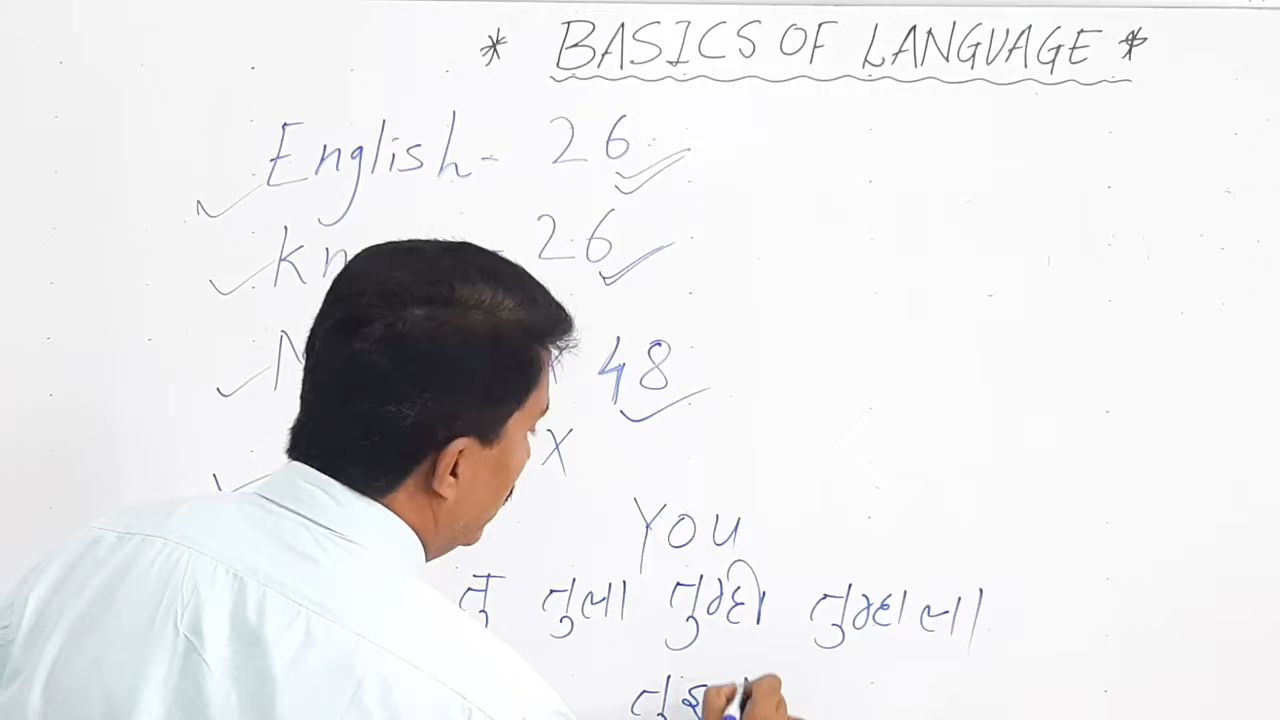 * BASICS OF LANGUAGE *
English - 26
- 26
x 48
x
YOU
तु तुला तुम्ही तुम्हाला